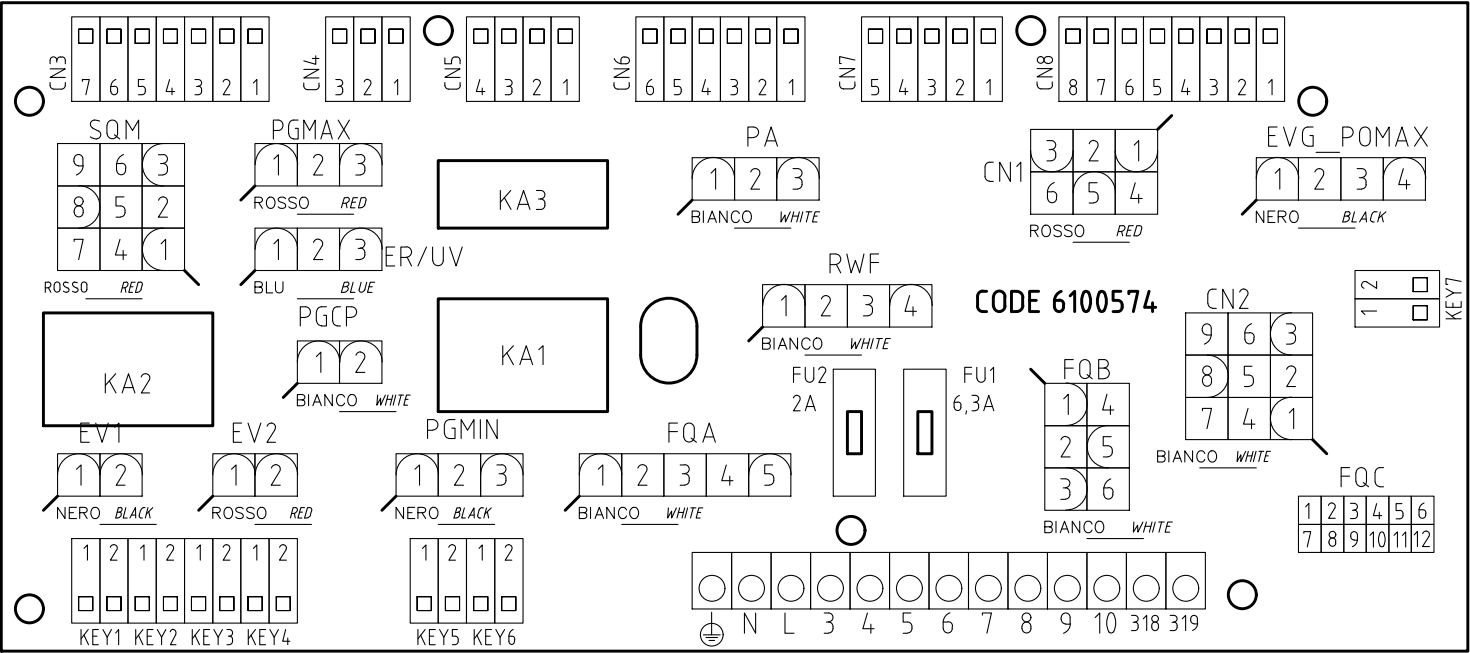 CN3 7 6 5 4 3 2 1
CN4 3 2 1
CN5 4 3 2 1
CN6 6 5 4 3 2 1
CN7 5 4 3 2 1
CN8 8 7 6 5 4 3 2 1
SQM
9 6 3
8 5 2
7 4 1
ROSSO RED
PGMAX
1 2 3
ROSSO RED
1 2 3 ER/UV
BLU BLUE
PGCP
1 2
BIANCO WHITE
KA3
KA1
KA2
PA
1 2 3
BIANCO WHITE
CN1
3 2 1
6 5 4
ROSSO RED
EVG_POMAX
1 2 3 4
NERO BLACK
RWF
1 2 3 4
BIANCO WHITE
CODE 6100574
CN2
9 6 3
8 5 2
7 4 1
BIANCO WHITE
2
1
KEY7
FU2
2A
FU1
6,3A
FQB
1 4
2 5
3 6
BIANCO WHITE
EV1
1 2
NERO BLACK
EV2
1 2
ROSSO RED
PGMIN
1 2 3
NERO BLACK
FQA
1 2 3 4 5
BIANCO WHITE
FQC
1 2 3 4 5 6
7 8 9 10 11 12
1 2 1 2 1 2 1 2
KEY1 KEY2 KEY3 KEY4
1 2 1 2
KEY5 KEY6
N L 3 4 5 6 7 8 9 10 318 319